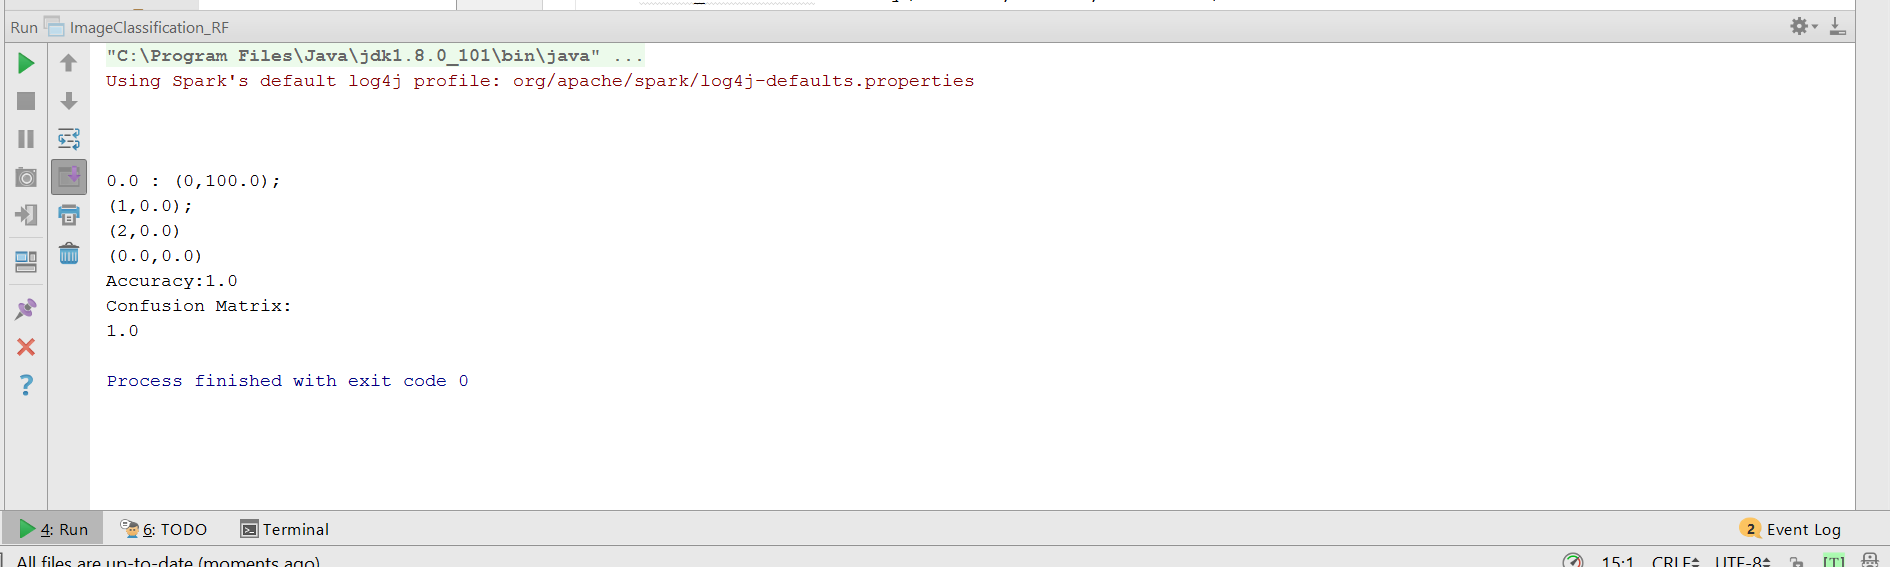 Run ImageClassification_RF
"C:\Program Files\Java\jdk1.8.0_101\bin\java" ...
Using Spark's default log4j profile: org/apache/spark/log4j-defaults.properties
0.0 : (0,100.0);
(1,0.0);
(2,0.0)
(0.0,0.0)
Accuracy:1.0
Confusion Matrix:
1.0
Process finished with exit code 0
4: Run 6: TODO Terminal 2 Event Log
All files are up-to-date (moments ago) 15:1 CRLF UTF-8 [T]